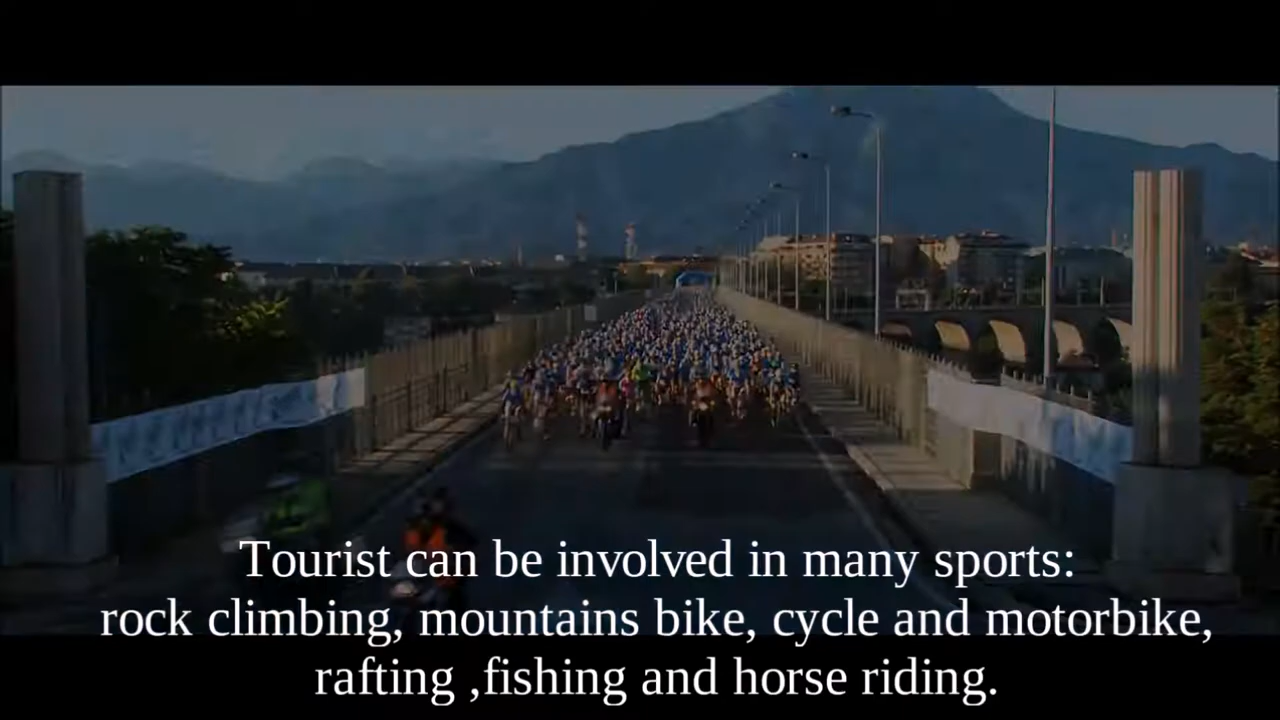 Tourist can be involved in many sports:
rock climbing, mountains bike, cycle and motorbike,
rafting ,fishing and horse riding.